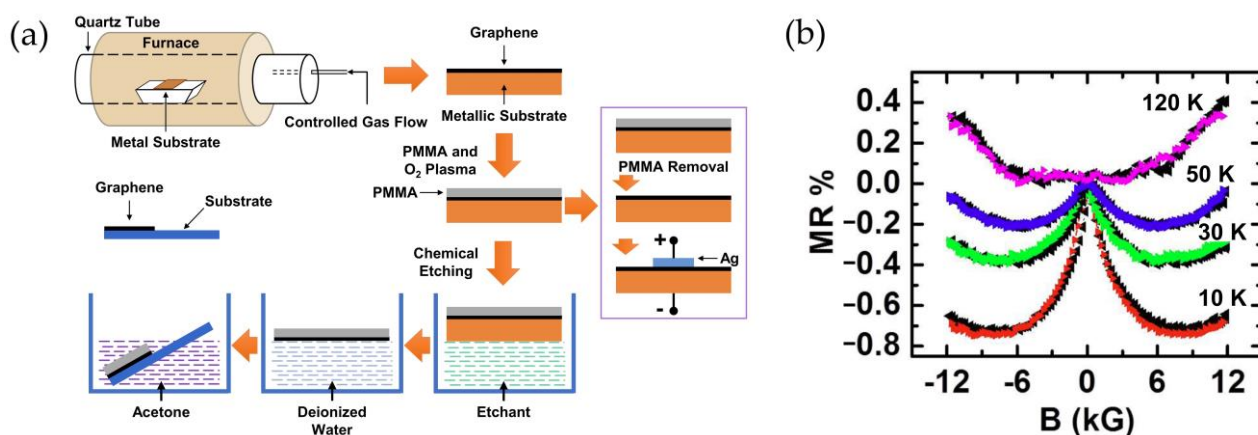 (a)
Quartz Tube
Furnace
Metal Substrate
Controlled Gas Flow
Graphene
Metallic Substrate
PMMA and
O₂ Plasma
PMMA
PMMA Removal
+
Ag
-
Graphene
Substrate
Chemical
Etching
Acetone
Deionized
Water
Etchant
(b)
MR %
0.4
0.2
0.0
−0.2
−0.4
−0.6
−0.8
120 K
50 K
30 K
10 K
-12 -6 0 6 12
B (kG)